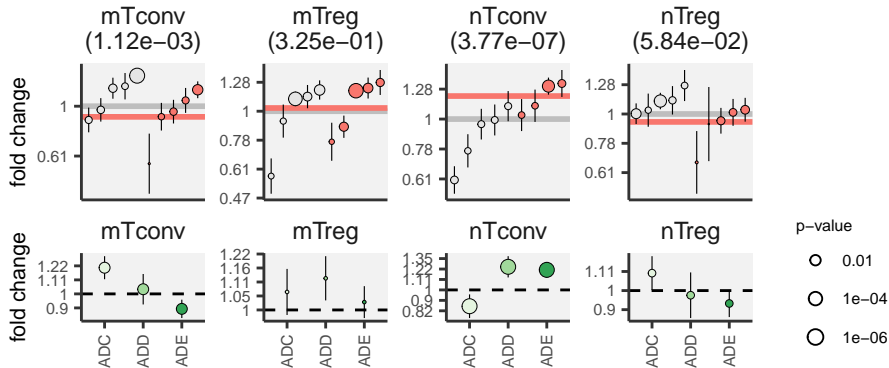 mTconv
(1.12e−03)
mTreg
(3.25e−01)
nTconv
(3.77e−07)
nTreg
(5.84e−02)
fold change
1
0.61
1.28
1
0.78
0.61
0.47
1.28
1
0.78
0.61
1.28
1
0.78
0.61
mTconv
mTreg
nTconv
nTreg
fold change
1.22
1.11
1
0.9
1.22
1.16
1.11
1.05
1
1.35
1.22
1.11
1
0.9
0.82
1.11
1
0.9
ADC
ADD
ADE
ADC
ADD
ADE
ADC
ADD
ADE
ADC
ADD
ADE
p−value
0.01
1e−04
1e−06